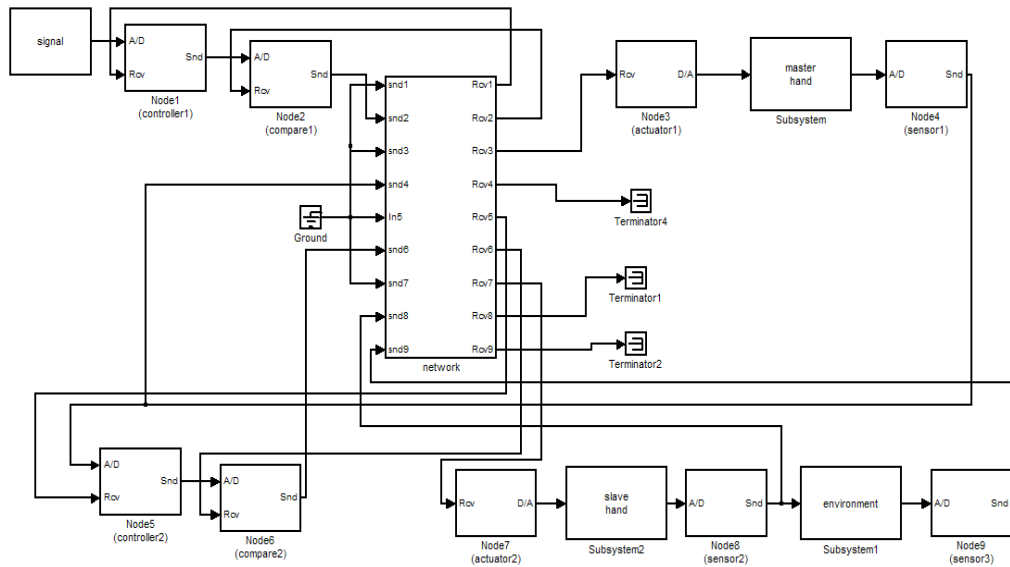 signal
A/D
Snd
Rcv
Node1
(controller1)
A/D
Snd
Rcv
Node2
(compare1)
snd1
snd2
snd3
snd4
In5
snd6
snd7
snd8
snd9
Rcv1
Rcv2
Rcv3
Rcv4
Rcv5
Rcv6
Rcv7
Rcv8
Rcv9
network
Ground
Rcv
D/A
Node3
(actuator1)
master
hand
Subsystem
A/D
Snd
Node4
(sensor1)
Terminator4
Terminator1
Terminator2
A/D
Snd
Rcv
Node5
(controller2)
A/D
Snd
Rcv
Node6
(compare2)
Rcv
D/A
Node7
(actuator2)
slave
hand
Subsystem2
A/D
Snd
Node8
(sensor2)
environment
Subsystem1
A/D
Snd
Node9
(sensor3)